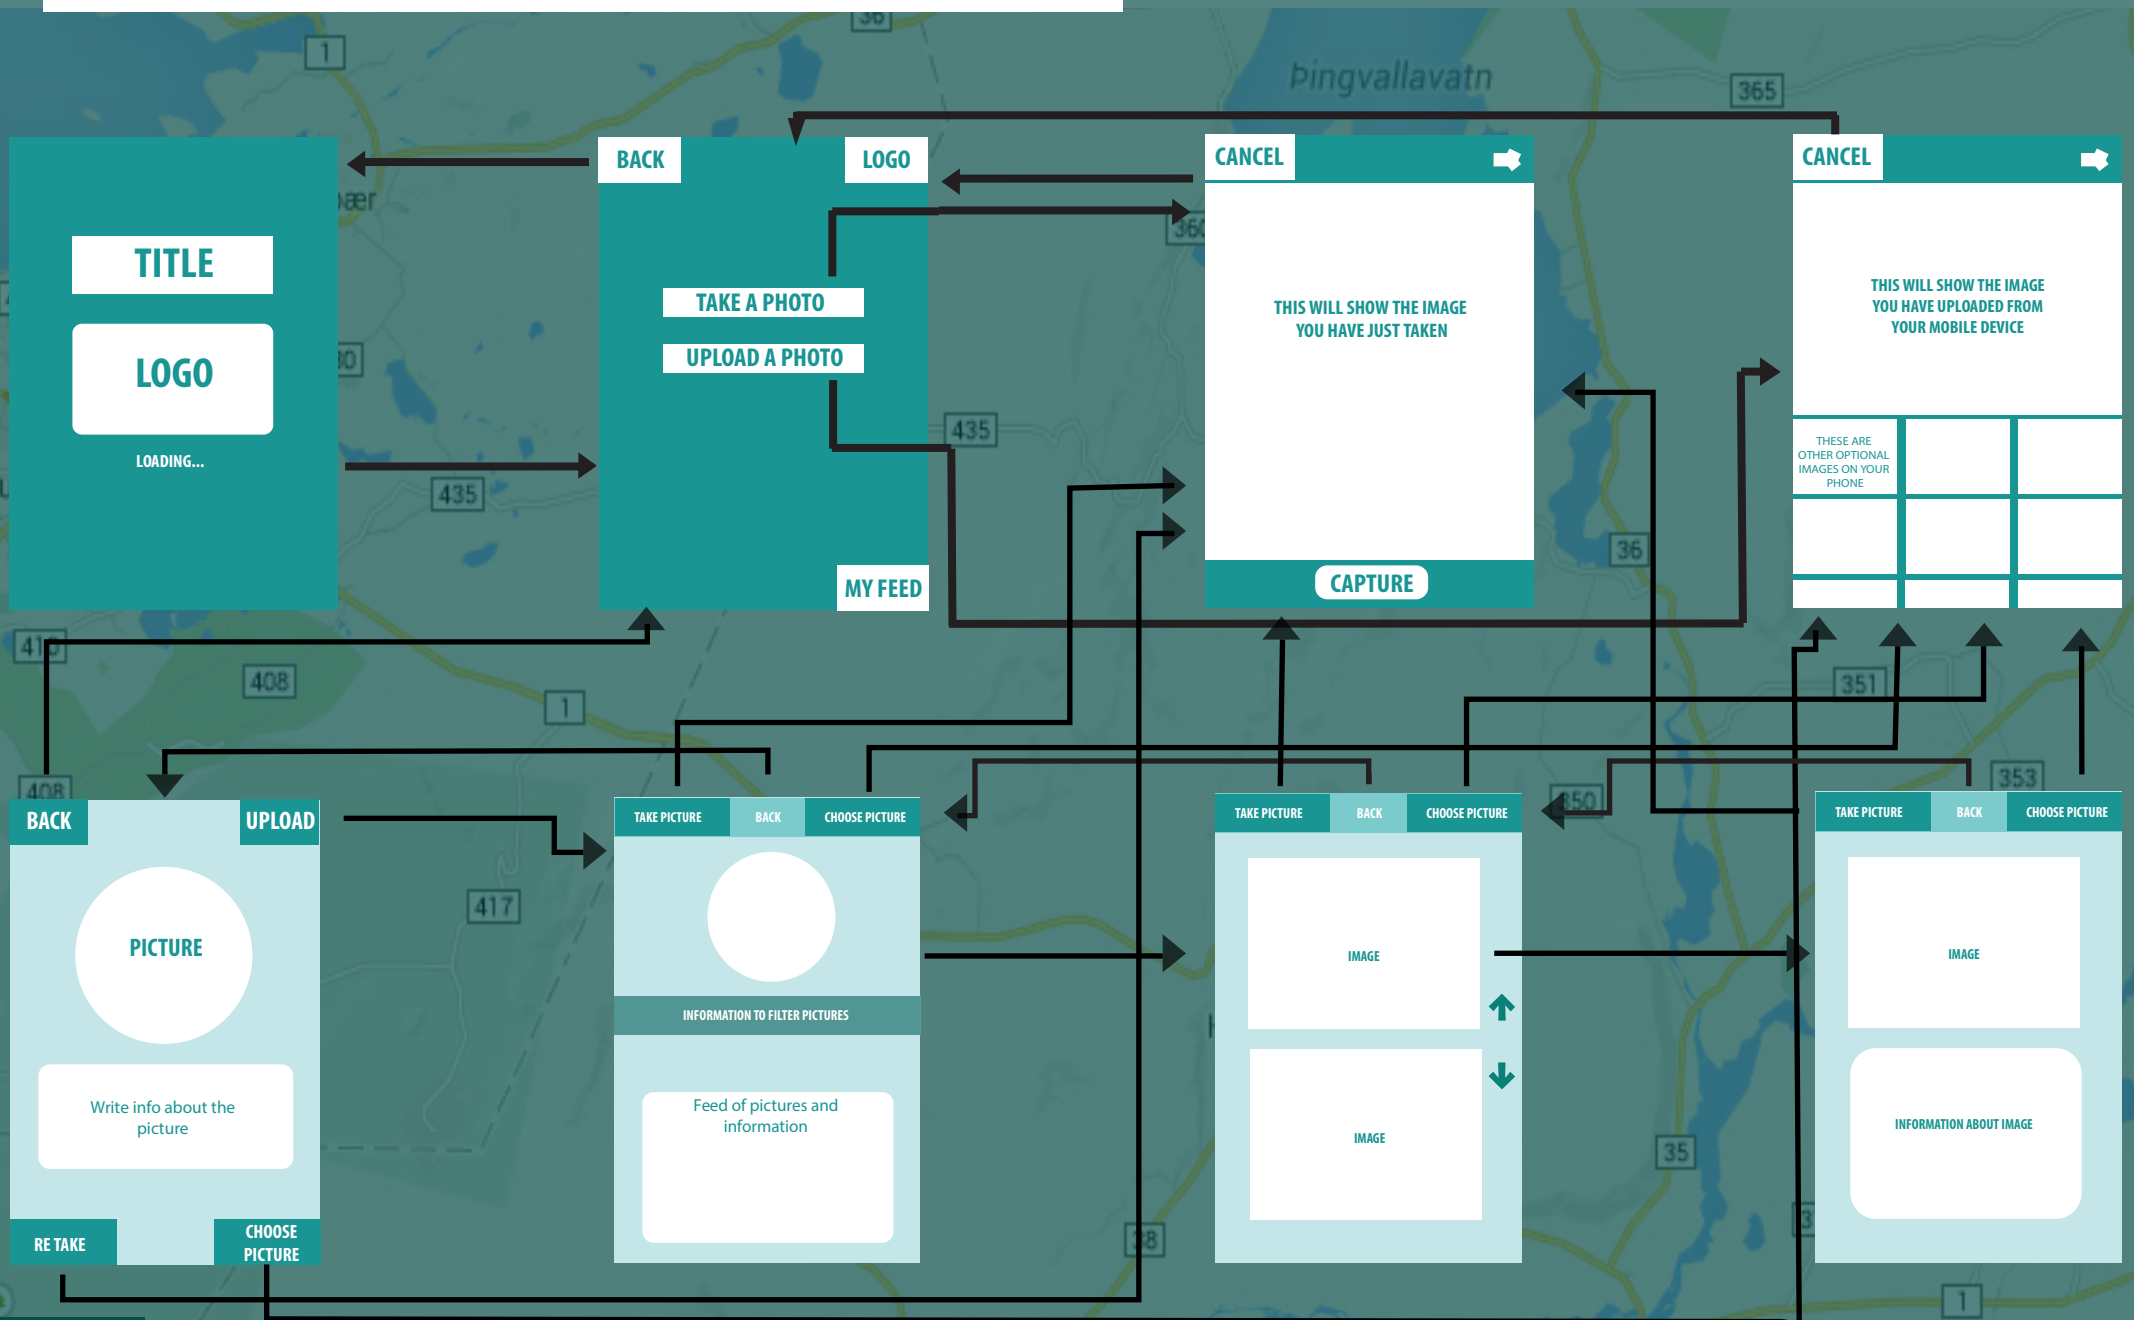 36
1
Þingvallavatn
365
BACK
LOGO
CANCEL
CANCEL
360
TITLE
LOGO
LOADING...
TAKE A PHOTO
UPLOAD A PHOTO
MY FEED
THIS WILL SHOW THE IMAGE
YOU HAVE JUST TAKEN
CAPTURE
THIS WILL SHOW THE IMAGE
YOU HAVE UPLOADED FROM
YOUR MOBILE DEVICE
THESE ARE
OTHER OPTIONAL
IMAGES ON YOUR
PHONE
435
435
36
408
1
351
408
350
353
BACK
UPLOAD
PICTURE
Write info about the
picture
RE TAKE
CHOOSE
PICTURE
417
TAKE PICTURE
BACK
CHOOSE PICTURE
INFORMATION TO FILTER PICTURES
Feed of pictures and
information
TAKE PICTURE
BACK
CHOOSE PICTURE
IMAGE
IMAGE
TAKE PICTURE
BACK
CHOOSE PICTURE
IMAGE
INFORMATION ABOUT IMAGE
35
38
1